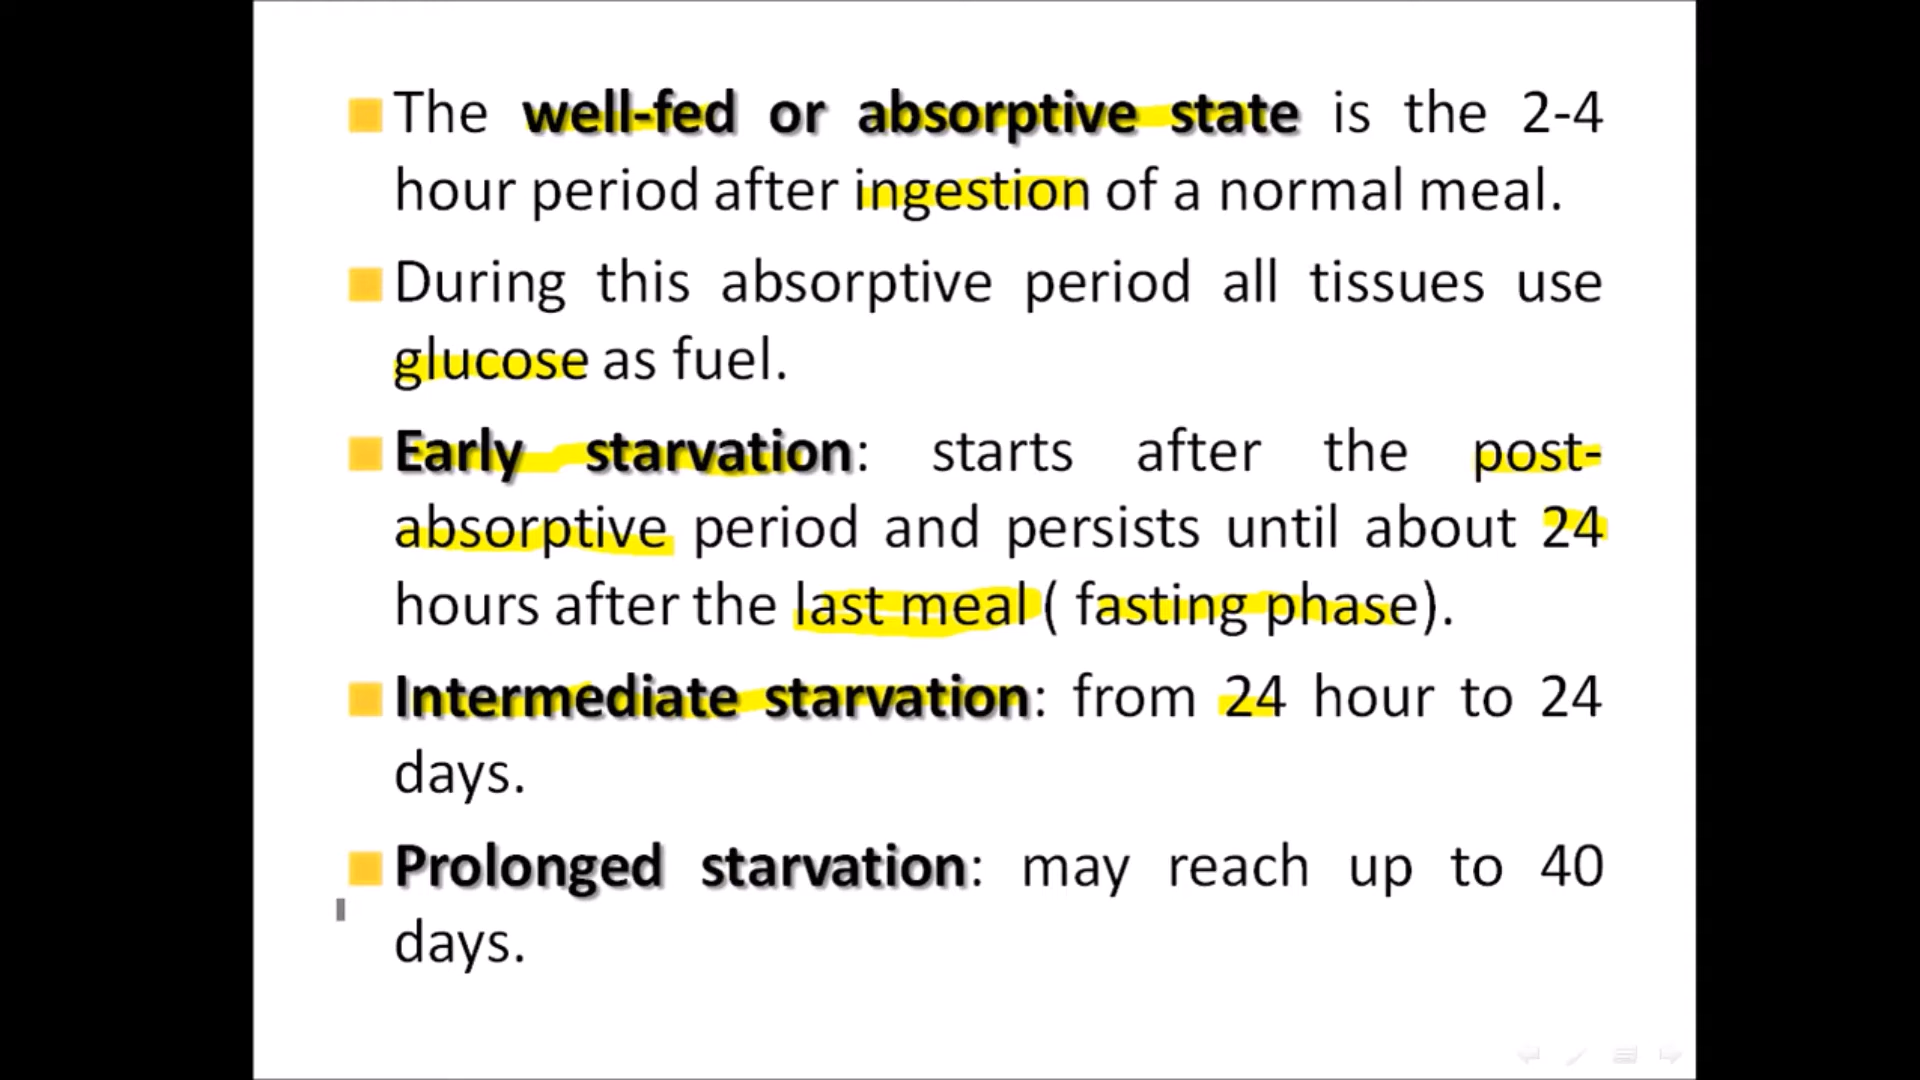 The well-fed or absorptive state is the 2-4
hour period after ingestion of a normal meal.
During this absorptive period all tissues use
glucose as fuel.
Early starvation: starts after the post-
absorptive period and persists until about 24
hours after the last meal ( fasting phase).
Intermediate starvation: from 24 hour to 24
days.
Prolonged starvation: may reach up to 40
days.